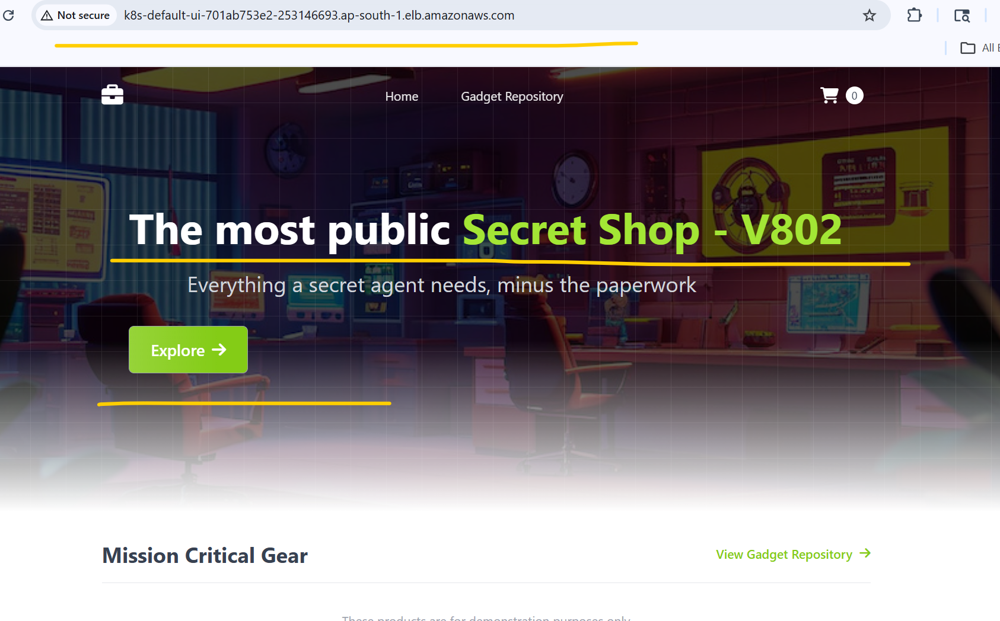 Not secure k8s-default-ui-701ab753e2-253146693.ap-south-1.elb.amazonaws.com
All
Home Gadget Repository 0
The most public Secret Shop - V802
Everything a secret agent needs, minus the paperwork
Explore →
Mission Critical Gear View Gadget Repository →
These products are for demonstration purposes only